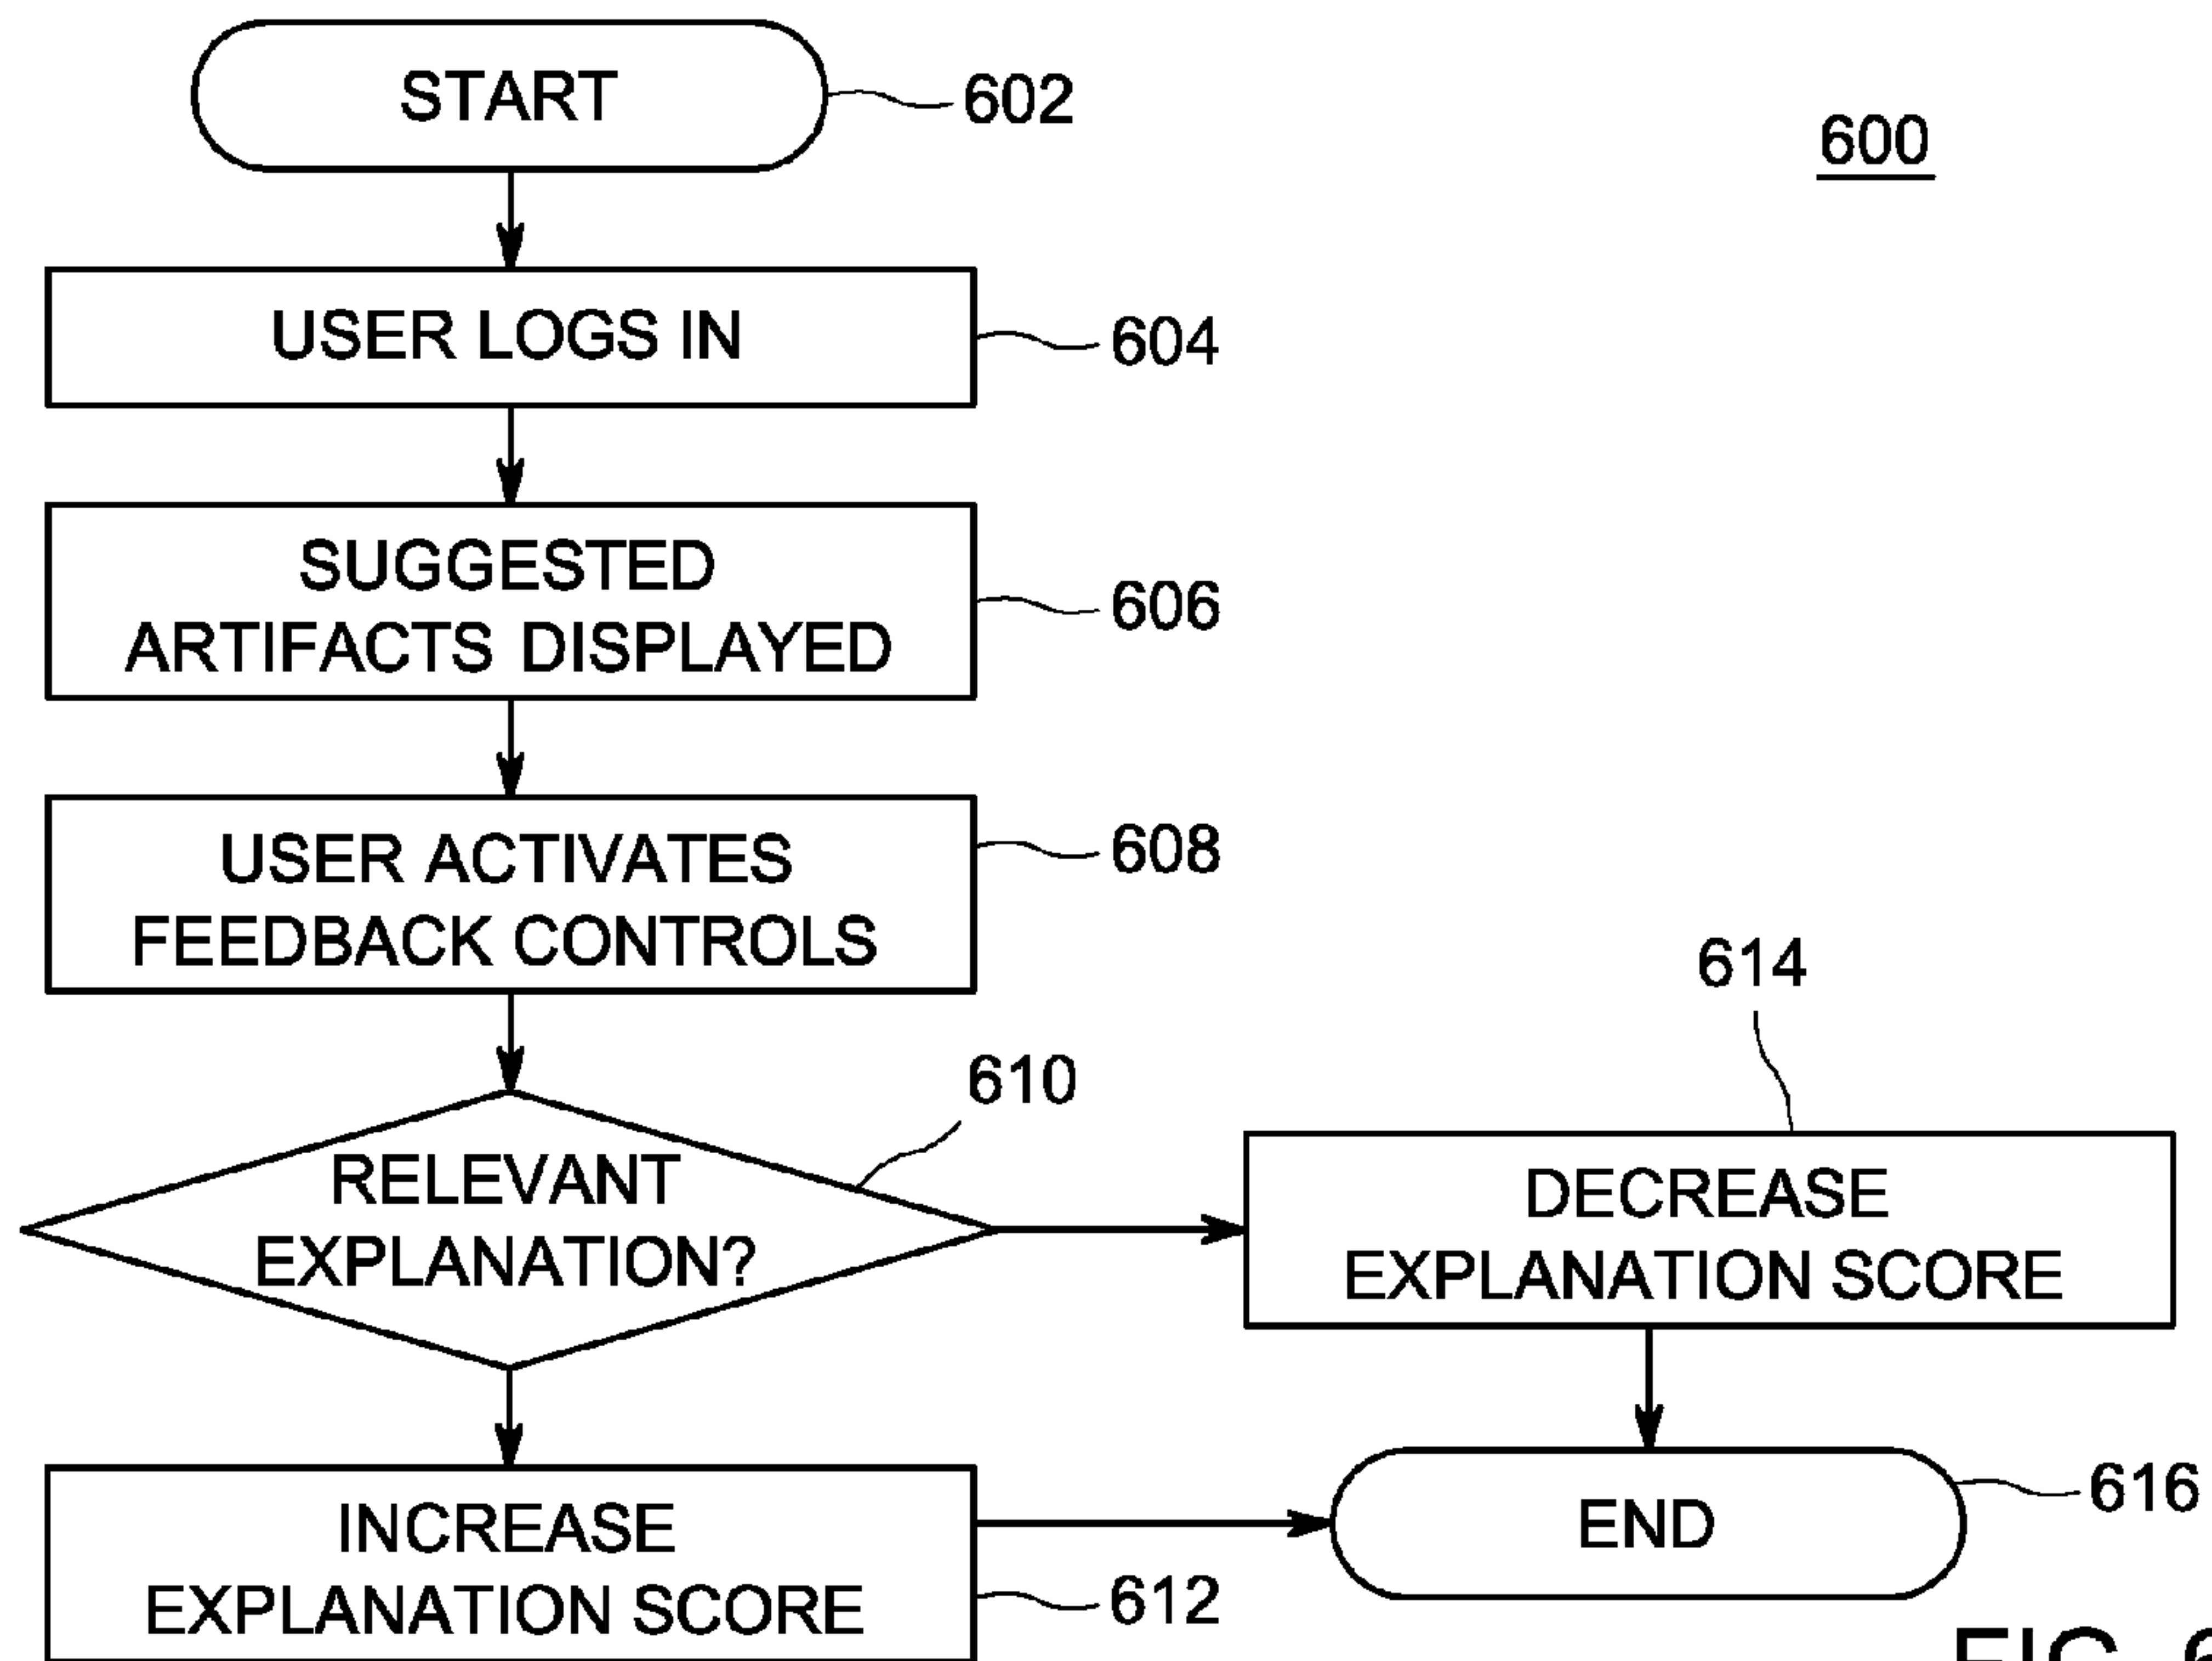 START
602
600
USER LOGS IN
604
SUGGESTED
ARTIFACTS DISPLAYED
606
USER ACTIVATES
FEEDBACK CONTROLS
608
RELEVANT
EXPLANATION?
610
614
DECREASE
EXPLANATION SCORE
INCREASE
EXPLANATION SCORE
612
END
616